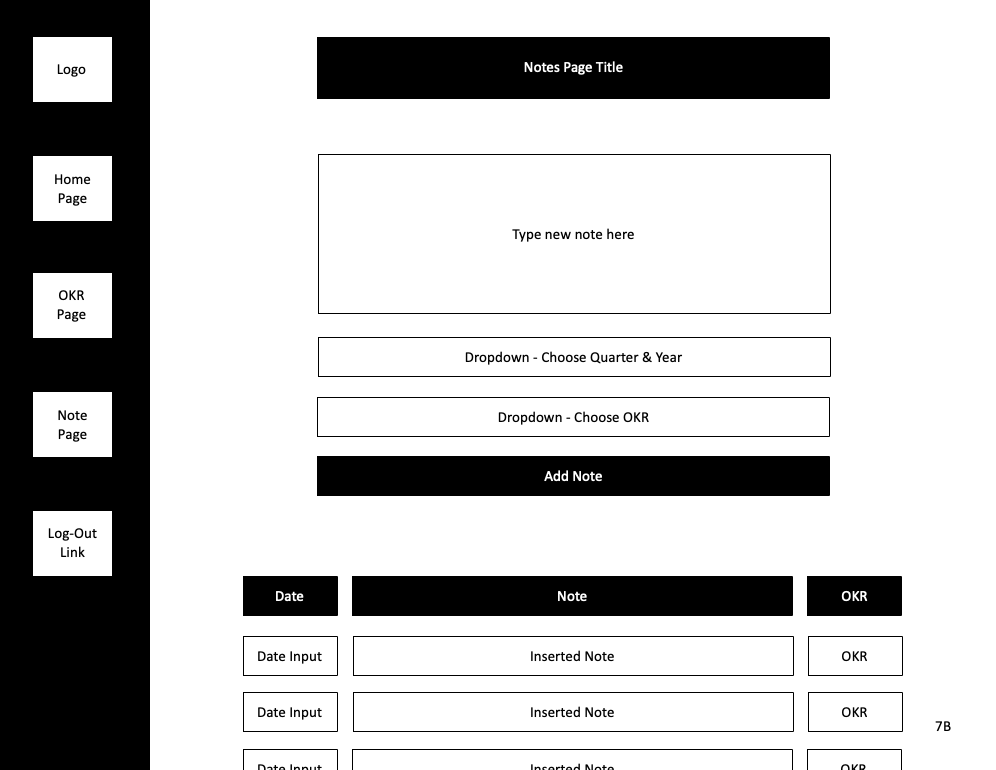 Logo
Home
Page
OKR
Page
Note
Page
Log-Out
Link
Notes Page Title
Type new note here
Dropdown - Choose Quarter & Year
Dropdown - Choose OKR
Add Note
Date Note OKR
Date Input Inserted Note OKR
Date Input Inserted Note OKR
7B
Date Input Inserted Note OKR